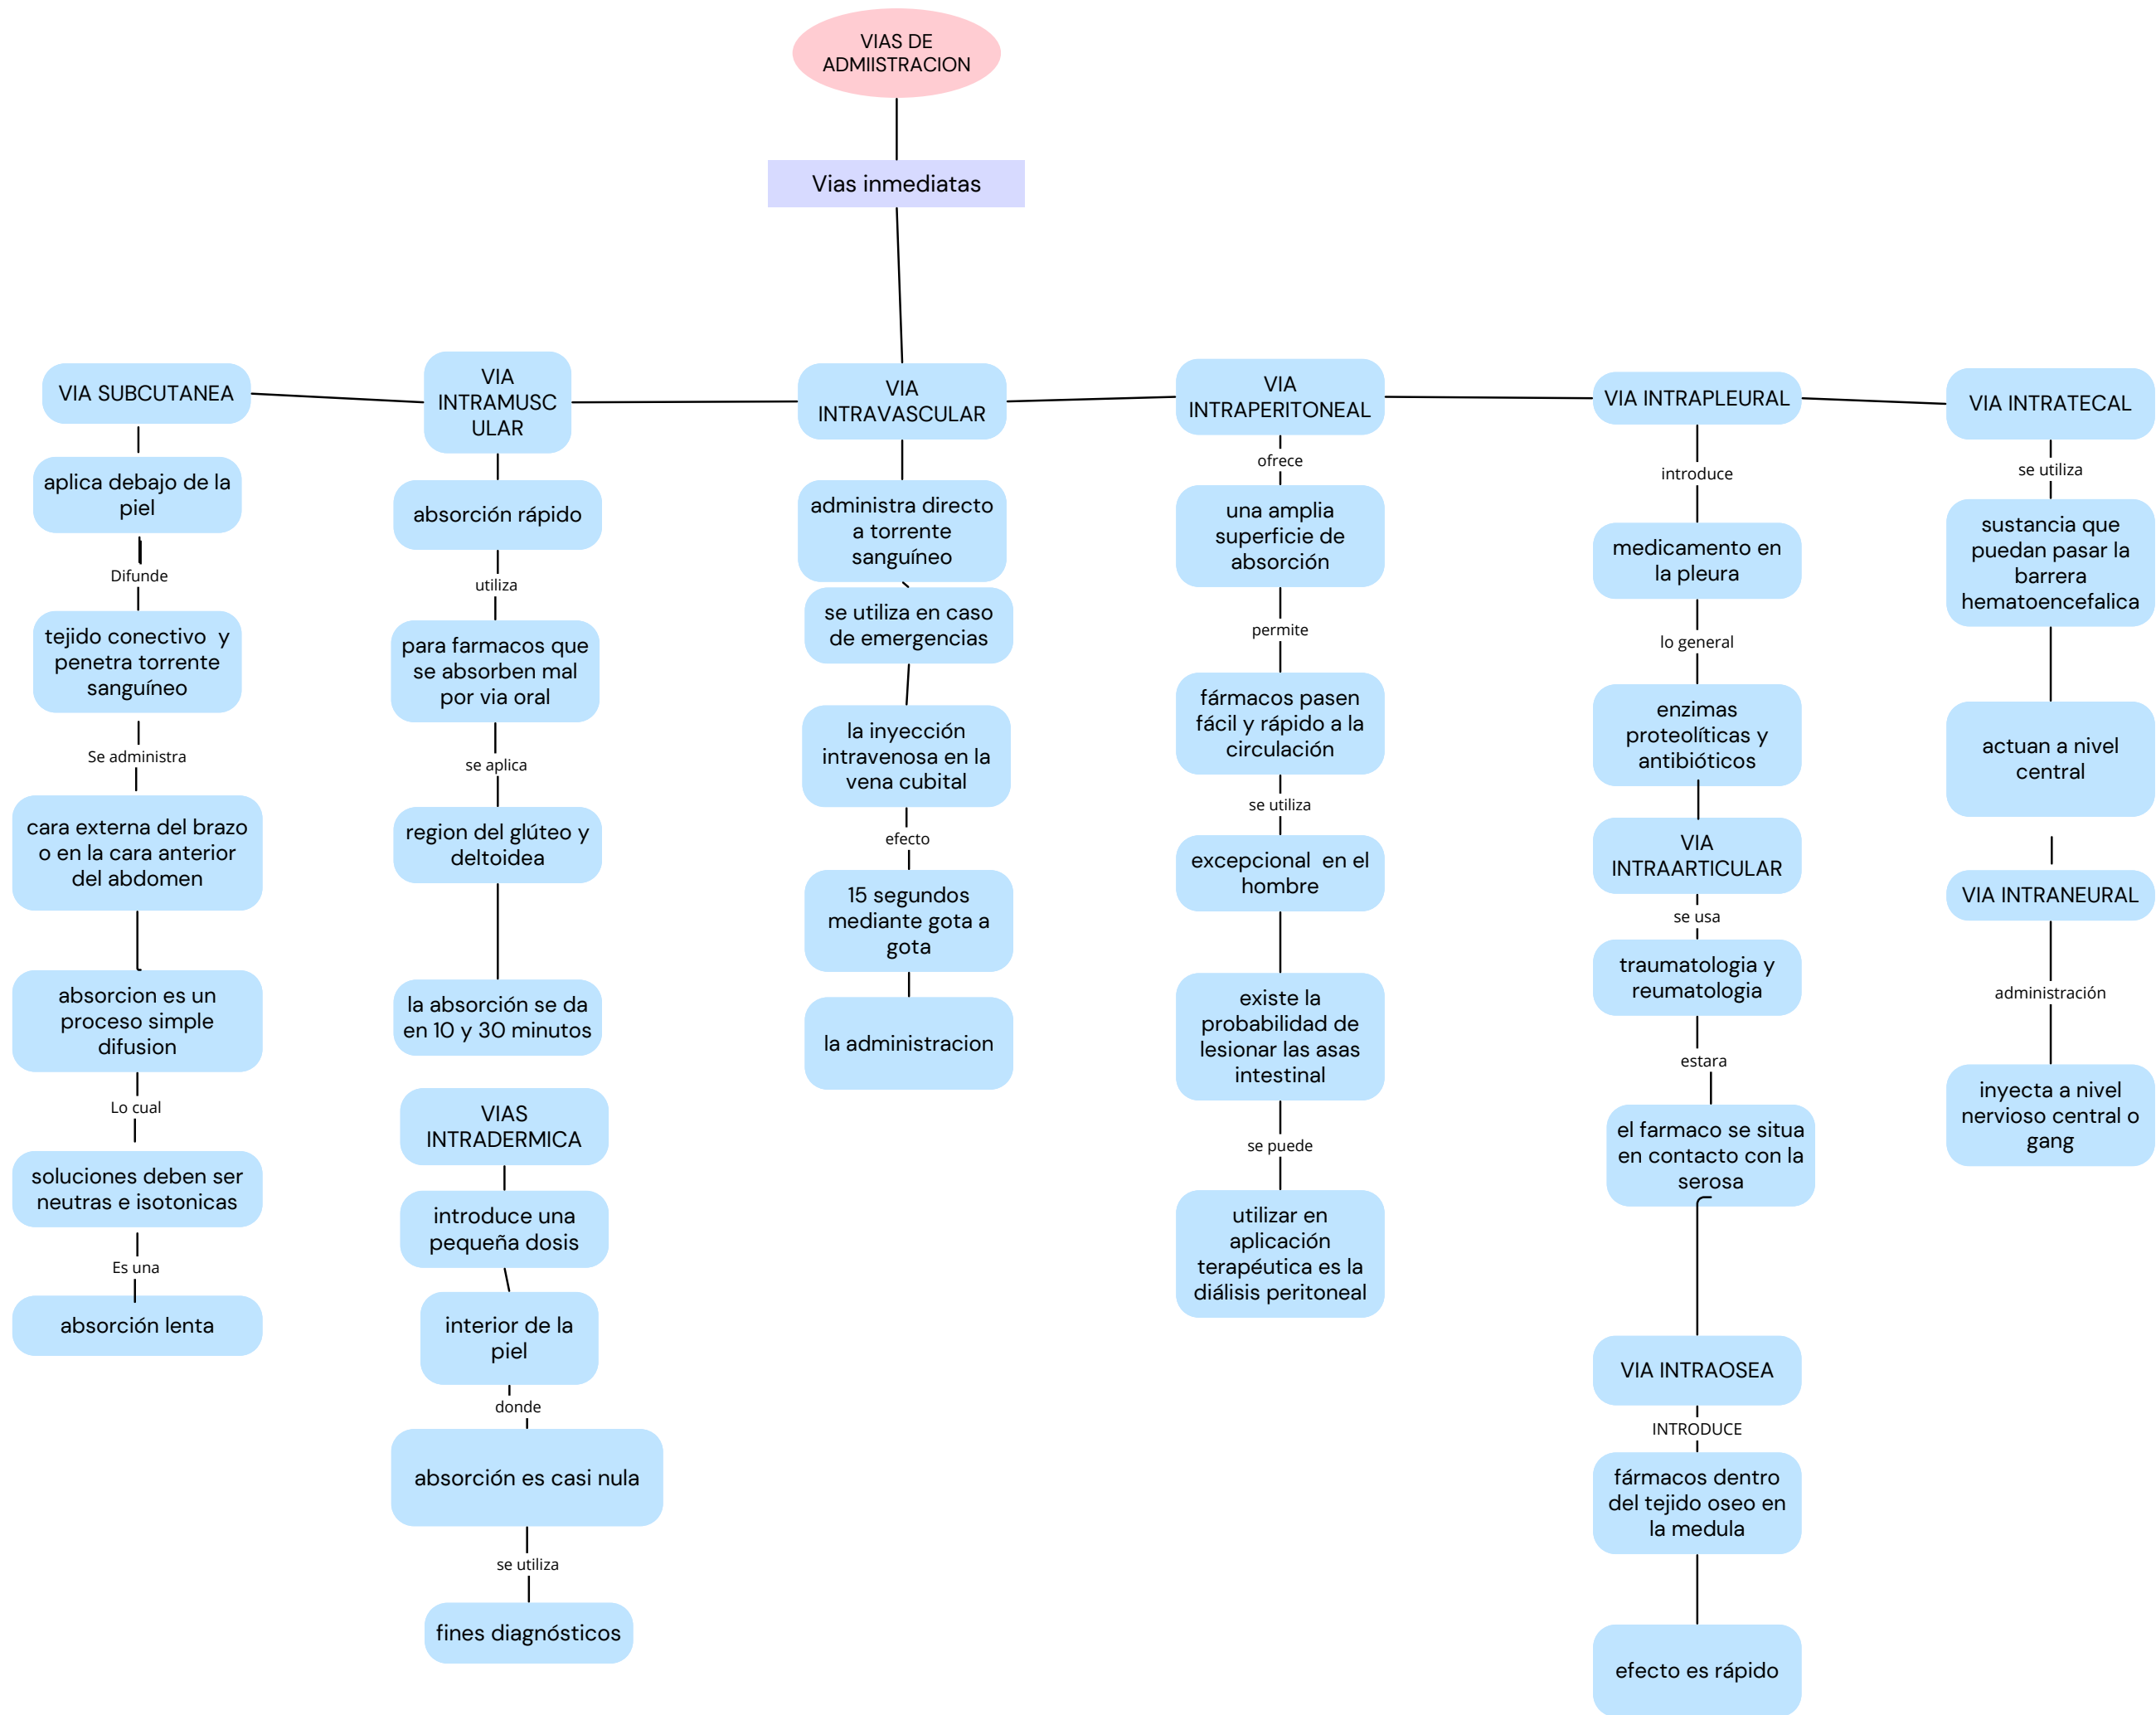 VIAS DE
ADMIISTRACION
Vias inmediatas
VIA SUBCUTANEA
aplica debajo de la
piel
Difunde
tejido conectivo  y
penetra torrente
sanguíneo
Se administra
cara externa del brazo
o en la cara anterior
del abdomen
absorcion es un
proceso simple
difusion
Lo cual
soluciones deben ser
neutras e isotonicas
Es una
absorción lenta
VIA
INTRAMUSC
ULAR
absorción rápido
utiliza
para farmacos que
se absorben mal
por via oral
se aplica
region del glúteo y
deltoidea
la absorción se da
en 10 y 30 minutos
VIAS
INTRADERMICA
introduce una
pequeña dosis
interior de la
piel
donde
absorción es casi nula
se utiliza
fines diagnósticos
VIA
INTRAVASCULAR
administra directo
a torrente
sanguíneo
se utiliza en caso
de emergencias
la inyección
intravenosa en la
vena cubital
efecto
15 segundos
mediante gota a
gota
la administracion
VIA
INTRAPERITONEAL
ofrece
una amplia
superficie de
absorción
permite
fármacos pasen
fácil y rápido a la
circulación
se utiliza
excepcional  en el
hombre
existe la
probabilidad de
lesionar las asas
intestinal
se puede
utilizar en
aplicación
terapéutica es la
diálisis peritoneal
VIA INTRAPLEURAL
introduce
medicamento en
la pleura
lo general
enzimas
proteolíticas y
antibióticos
VIA
INTRAARTICULAR
se usa
traumatologia y
reumatologia
estara
el farmaco se situa
en contacto con la
serosa
VIA INTRAOSEA
INTRODUCE
fármacos dentro
del tejido oseo en
la medula
efecto es rápido
VIA INTRATECAL
se utiliza
sustancia que
puedan pasar la
barrera
hematoencefalica
actuan a nivel
central
VIA INTRANEURAL
administración
inyecta a nivel
nervioso central o
gang